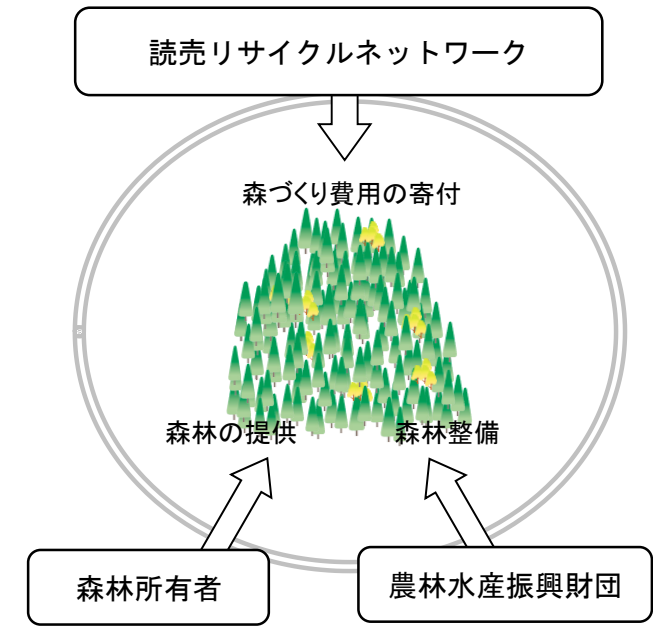 読売リサイクルネットワーク
森づくり費用の寄付
森林の提供
森林整備
森林所有者
農林水産振興財団